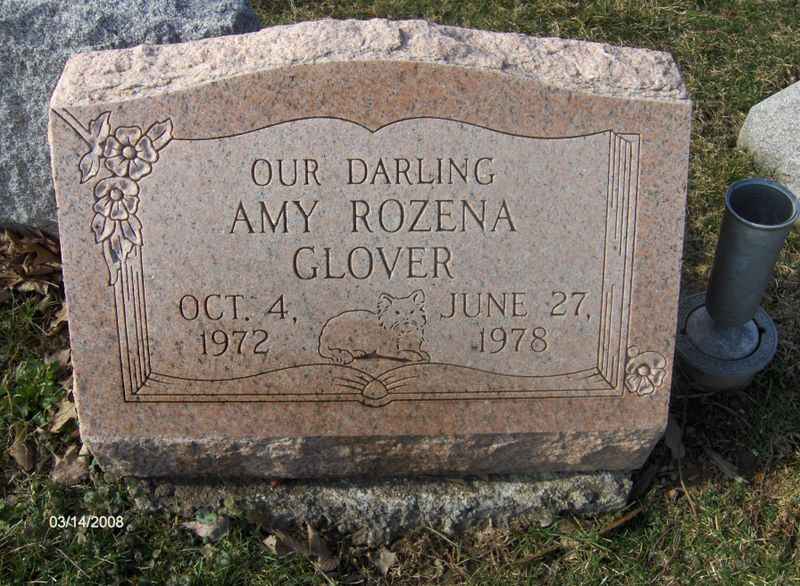 OUR DARLING
AMY ROZENA
GLOVER
OCT. 4, JUNE 27,
1972 1978
03/14/2008